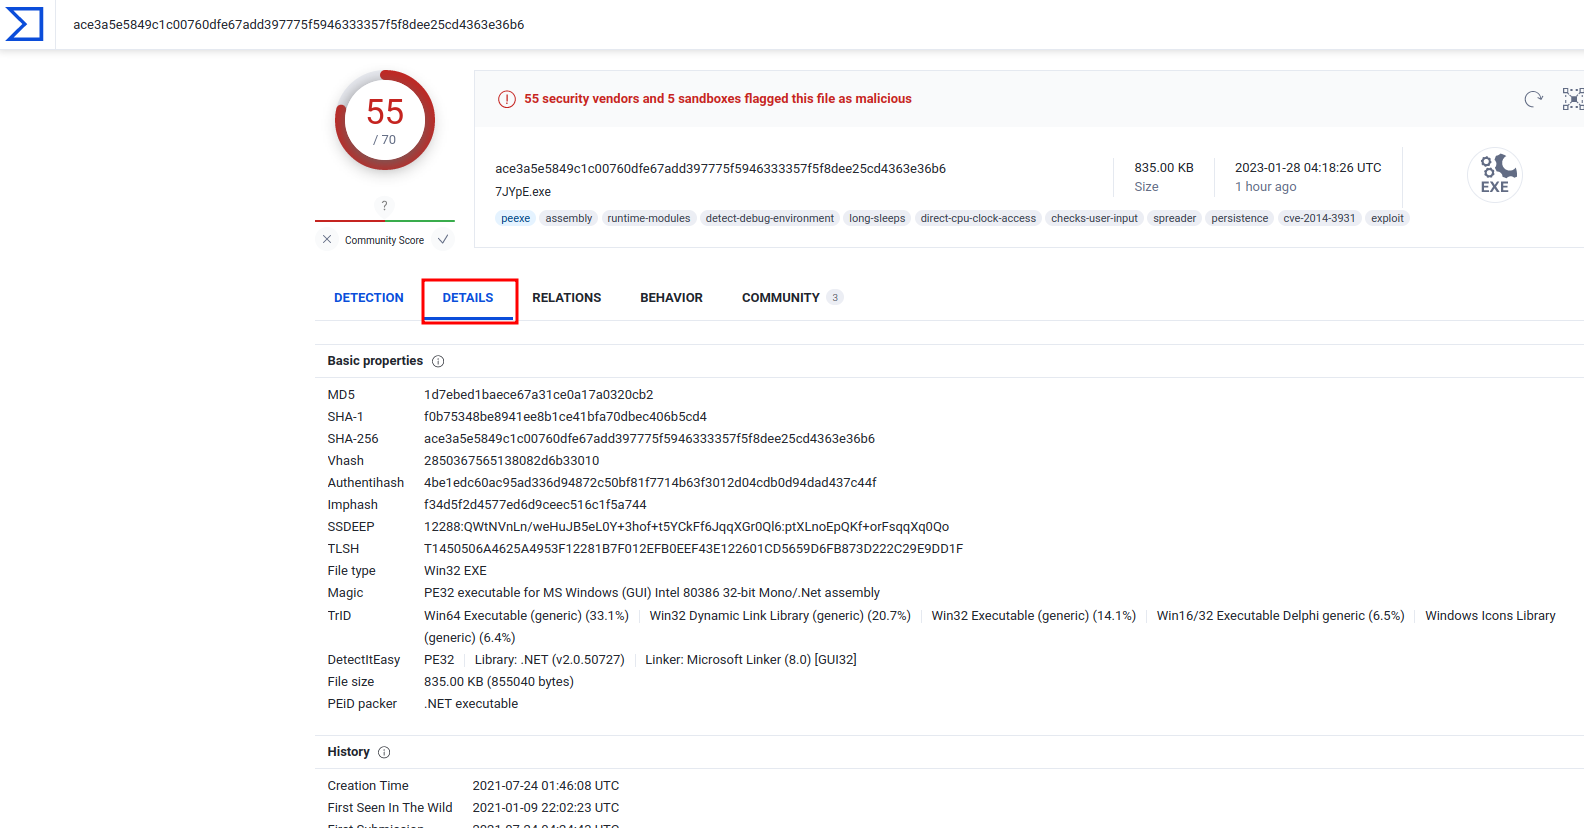 ace3a5e5849c1c00760dfe67add397775f5946333357f5f8dee25cd4363e36b6
55
/ 70
?
Community Score
55 security vendors and 5 sandboxes flagged this file as malicious
ace3a5e5849c1c00760dfe67add397775f5946333357f5f8dee25cd4363e36b6
7JYpE.exe
835.00 KB
Size
2023-01-28 04:18:26 UTC
1 hour ago
EXE
peexe assembly runtime-modules detect-debug-environment long-sleeps direct-cpu-clock-access checks-user-input spreader persistence cve-2014-3931 exploit
DETECTION DETAILS RELATIONS BEHAVIOR COMMUNITY 3
Basic properties
MD5 1d7ebed1baece67a31ce0a17a0320cb2
SHA-1 f0b75348be8941ee8b1ce41bfa70dbec406b5cd4
SHA-256 ace3a5e5849c1c00760dfe67add397775f5946333357f5f8dee25cd4363e36b6
Vhash 2850367565138082d6b33010
Authentihash 4be1edc60ac95ad336d94872c50bf81f7714b63f3012d04cdb0d94dad437c44f
Imphash f34d5f2d4577ed6d9ceec516c1f5a744
SSDEEP 12288:QWtNVnLn/weHuJB5eL0Y+3hof+t5YCkFf6JqqXGr0Ql6:ptXLnoEpQKf+orFsqqXq0Qo
TLSH T1450506A4625A4953F12281B7F012EFB0EEF43E122601CD5659D6FB873D222C29E9DD1F
File type Win32 EXE
Magic PE32 executable for MS Windows (GUI) Intel 80386 32-bit Mono/.Net assembly
TrID Win64 Executable (generic) (33.1%) Win32 Dynamic Link Library (generic) (20.7%) Win32 Executable (generic) (14.1%) Win16/32 Executable Delphi generic (6.5%) Windows Icons Library
(generic) (6.4%)
DetectItEasy PE32 Library: .NET (v2.0.50727) Linker: Microsoft Linker (8.0) [GUI32]
File size 835.00 KB (855040 bytes)
PEiD packer .NET executable
History
Creation Time 2021-07-24 01:46:08 UTC
First Seen In The Wild 2021-01-09 22:02:23 UTC